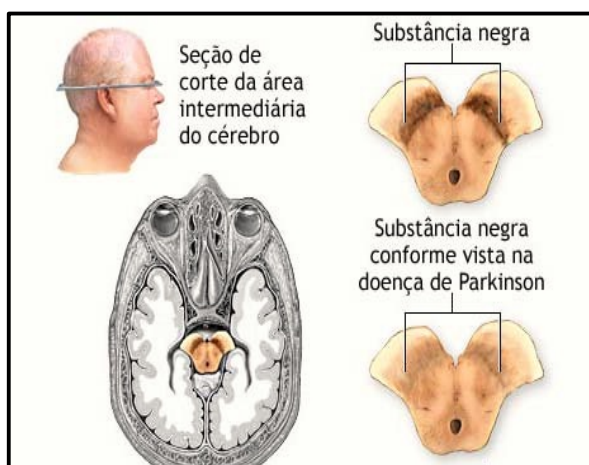 Seção de
corte da área
intermediária
do cérebro
Substância negra
Substância negra
conforme vista na
doença de Parkinson